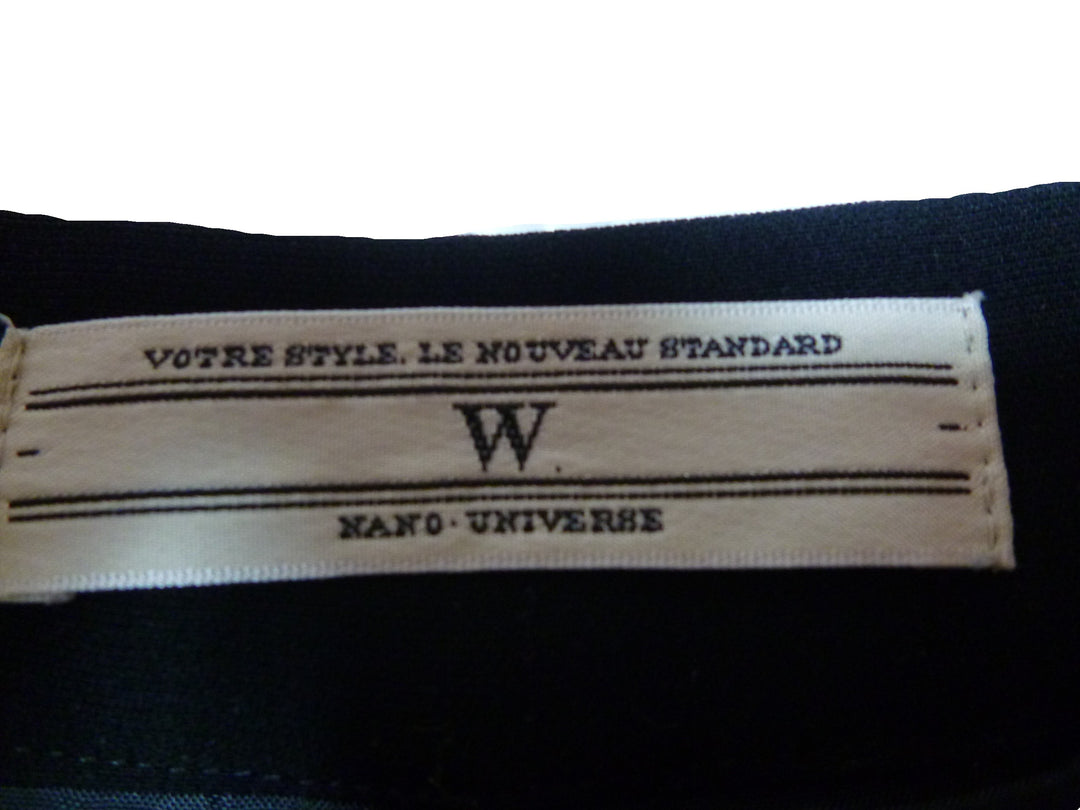 VOTRE STYLE. LE NOUVEAU STANDARD
W.
NANO·UNIVERSE